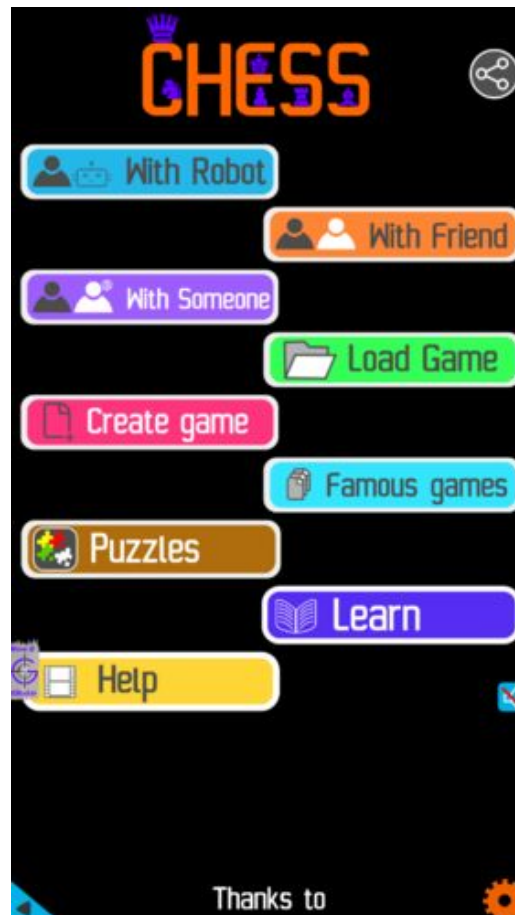 CHESS
With Robot
With Friend
With Someone
Load Game
Create game
Famous games
Puzzles
Learn
Help
Thanks to